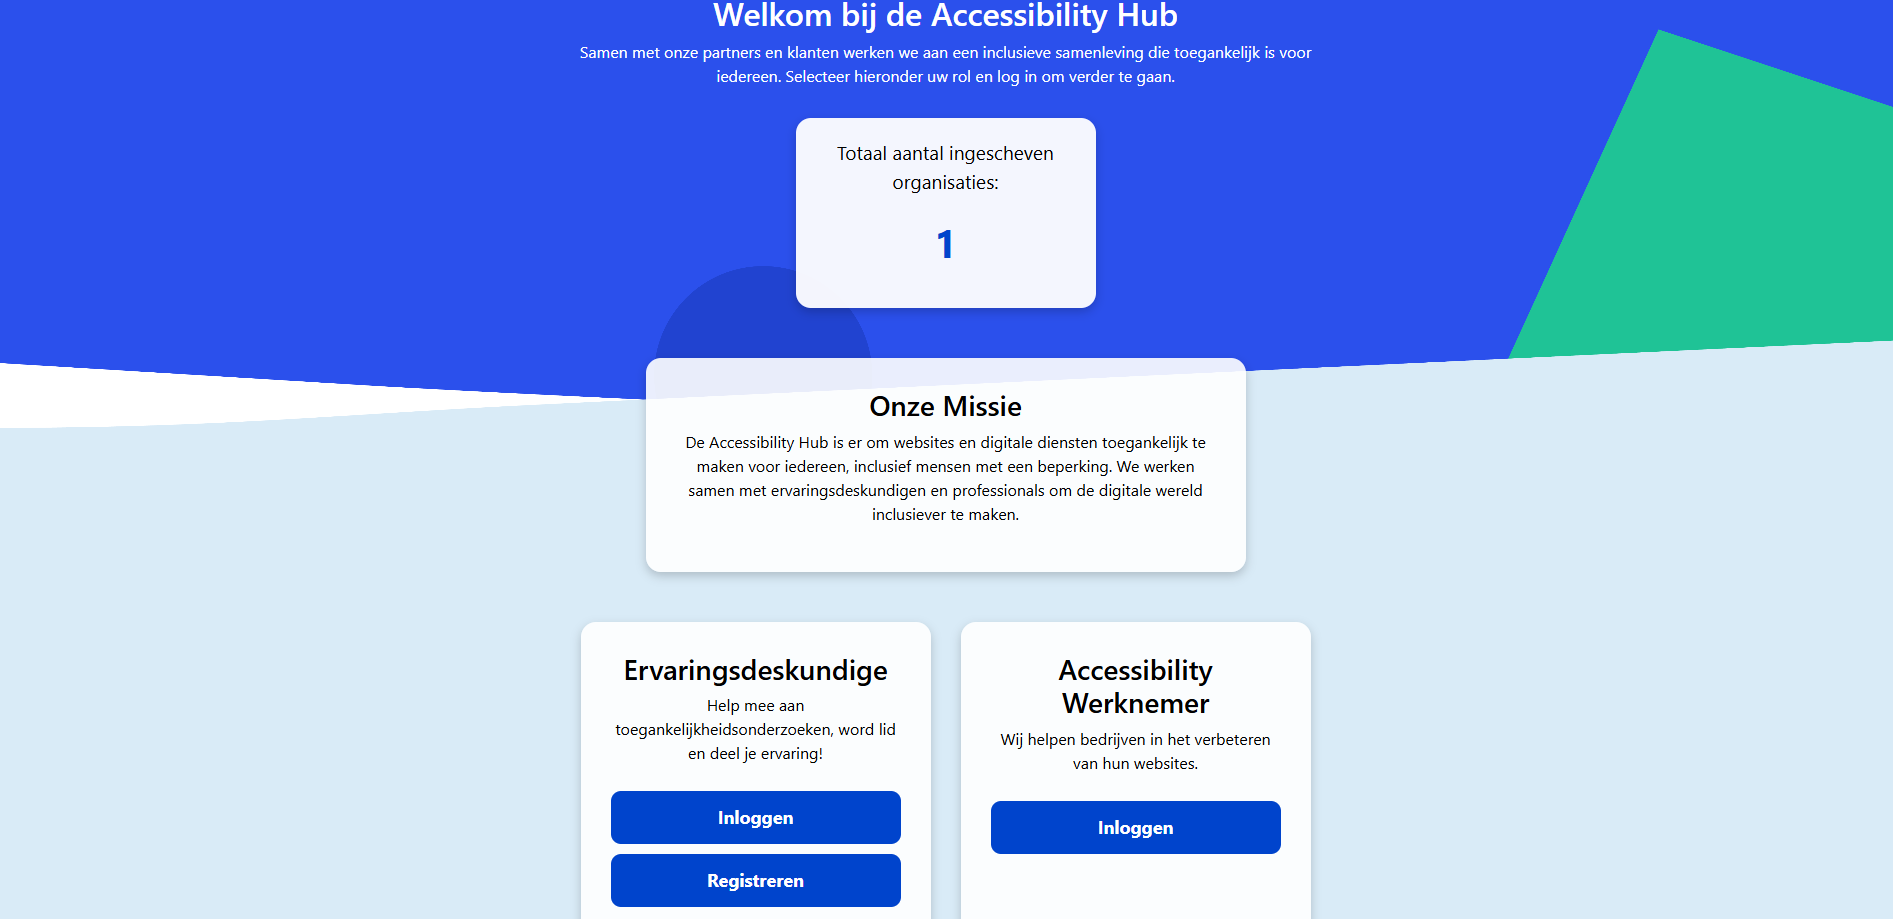 Welkom bij de Accessibility Hub
Samen met onze partners en klanten werken we aan een inclusieve samenleving die toegankelijk is voor
iedereen. Selecteer hieronder uw rol en log in om verder te gaan.
Totaal aantal ingescheven
organisaties:
1
Onze Missie
De Accessibility Hub is er om websites en digitale diensten toegankelijk te
maken voor iedereen, inclusief mensen met een beperking. We werken
samen met ervaringsdeskundigen en professionals om de digitale wereld
inclusiever te maken.
Ervaringsdeskundige
Help mee aan
toegankelijkheidsonderzoeken, word lid
en deel je ervaring!
Inloggen
Registreren
Accessibility
Werknemer
Wij helpen bedrijven in het verbeteren
van hun websites.
Inloggen